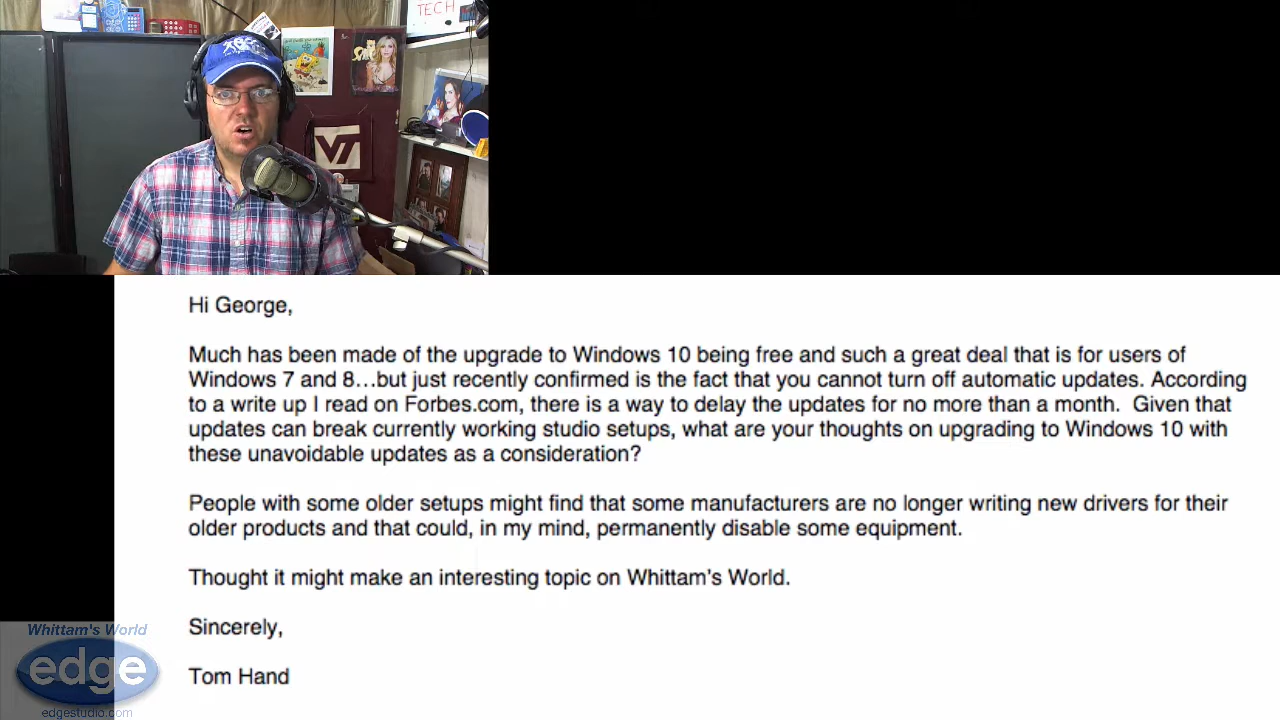 TECH
VT
Hi George,
Much has been made of the upgrade to Windows 10 being free and such a great deal that is for users of
Windows 7 and 8…but just recently confirmed is the fact that you cannot turn off automatic updates. According
to a write up I read on Forbes.com, there is a way to delay the updates for no more than a month.  Given that
updates can break currently working studio setups, what are your thoughts on upgrading to Windows 10 with
these unavoidable updates as a consideration?
People with some older setups might find that some manufacturers are no longer writing new drivers for their
older products and that could, in my mind, permanently disable some equipment.
Thought it might make an interesting topic on Whittam's World.
Sincerely,
Tom Hand
Whittam's World
edge
edgestudio.com